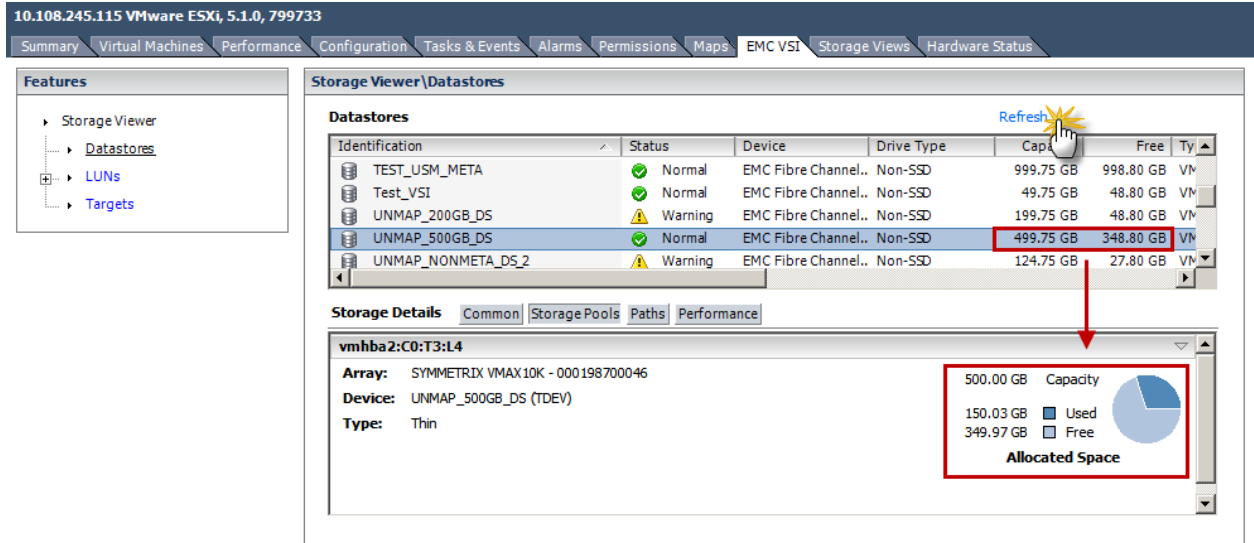 10.108.245.115 VMware ESXi, 5.1.0, 799733
Summary Virtual Machines Performance Configuration Tasks & Events Alarms Permissions Maps EMC VSI Storage Views Hardware Status
Features
Storage Viewer
Datastores
LUNs
Targets
Storage Viewer\Datastores
Datastores Refresh
Identification Status Device Drive Type Free Ty
TEST_USM_META Normal EMC Fibre Channel.. Non-SSD 999.75 GB 998.80 GB VM
Test_VSI Normal EMC Fibre Channel.. Non-SSD 49.75 GB 48.80 GB VM
UNMAP_200GB_DS Warning EMC Fibre Channel.. Non-SSD 199.75 GB 48.80 GB VM
UNMAP_500GB_DS Normal EMC Fibre Channel.. Non-SSD 499.75 GB 348.80 GB VM
UNMAP_NONMETA_DS_2 Warning EMC Fibre Channel.. Non-SSD 124.75 GB 27.80 GB VM
Storage Details Common Storage Pools Paths Performance
vmhba2:C0:T3:L4
Array: SYMMETRIX VMAX10K - 000198700046
Device: UNMAP_500GB_DS (TDEV)
Type: Thin
500.00 GB Capacity
150.03 GB Used
349.97 GB Free
Allocated Space